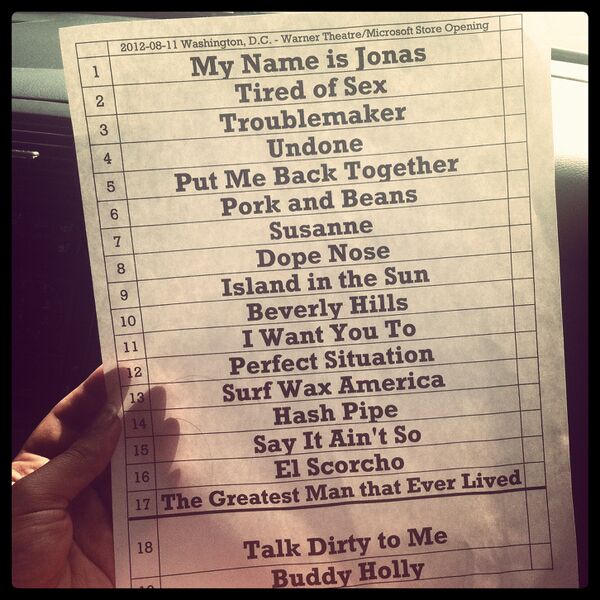 2012-08-11 Washington, D.C. - Warner Theatre/Microsoft Store Opening
1 My Name is Jonas
2 Tired of Sex
3 Troublemaker
4 Undone
5 Put Me Back Together
6 Pork and Beans
7 Susanne
8 Dope Nose
9 Island in the Sun
10 Beverly Hills
11 I Want You To
12 Perfect Situation
13 Surf Wax America
14 Hash Pipe
15 Say It Ain't So
16 El Scorcho
17 The Greatest Man that Ever Lived
18 Talk Dirty to Me
Buddy Holly